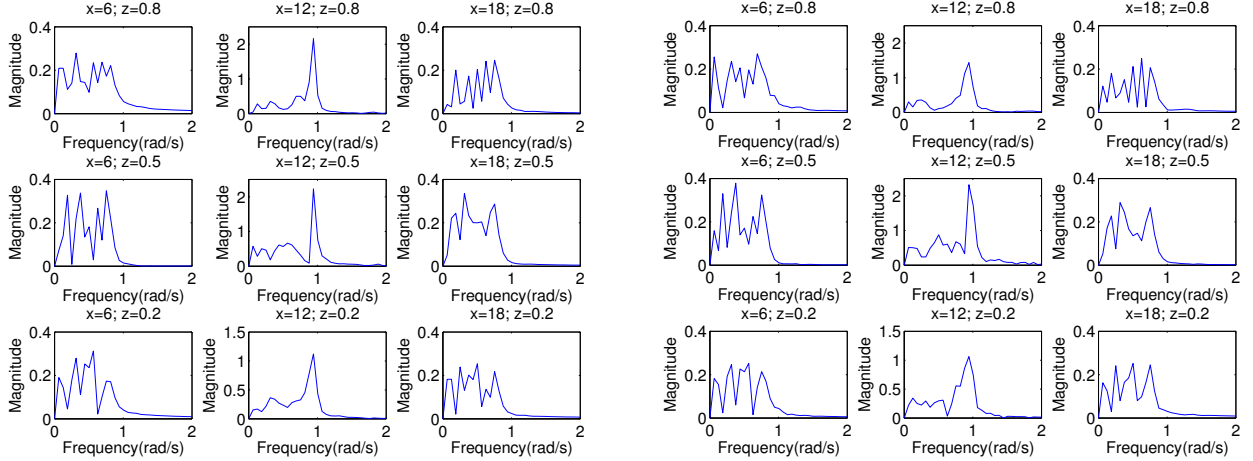 x=6; z=0.8
x=12; z=0.8
x=18; z=0.8
x=6; z=0.8
x=12; z=0.8
x=18; z=0.8
0.4
0.2
0
2
1
0
0.4
0.2
0
0.4
0.2
0
2
1
0
0.4
0.2
0
Magnitude
Magnitude
Magnitude
Magnitude
Magnitude
Magnitude
0 1 2
0 1 2
0 1 2
0 1 2
0 1 2
0 1 2
Frequency(rad/s)
Frequency(rad/s)
Frequency(rad/s)
Frequency(rad/s)
Frequency(rad/s)
Frequency(rad/s)
x=6; z=0.5
x=12; z=0.5
x=18; z=0.5
x=6; z=0.5
x=12; z=0.5
x=18; z=0.5
0.4
0.2
0
2
1
0
0.4
0.2
0
0.4
0.2
0
2
1
0
0.4
0.2
0
Magnitude
Magnitude
Magnitude
Magnitude
Magnitude
Magnitude
0 1 2
0 1 2
0 1 2
0 1 2
0 1 2
0 1 2
Frequency(rad/s)
Frequency(rad/s)
Frequency(rad/s)
Frequency(rad/s)
Frequency(rad/s)
Frequency(rad/s)
x=6; z=0.2
x=12; z=0.2
x=18; z=0.2
x=6; z=0.2
x=12; z=0.2
x=18; z=0.2
0.4
0.2
0
1.5
1
0.5
0
0.4
0.2
0
0.4
0.2
0
1.5
1
0.5
0
0.4
0.2
0
Magnitude
Magnitude
Magnitude
Magnitude
Magnitude
Magnitude
0 1 2
0 1 2
0 1 2
0 1 2
0 1 2
0 1 2
Frequency(rad/s)
Frequency(rad/s)
Frequency(rad/s)
Frequency(rad/s)
Frequency(rad/s)
Frequency(rad/s)